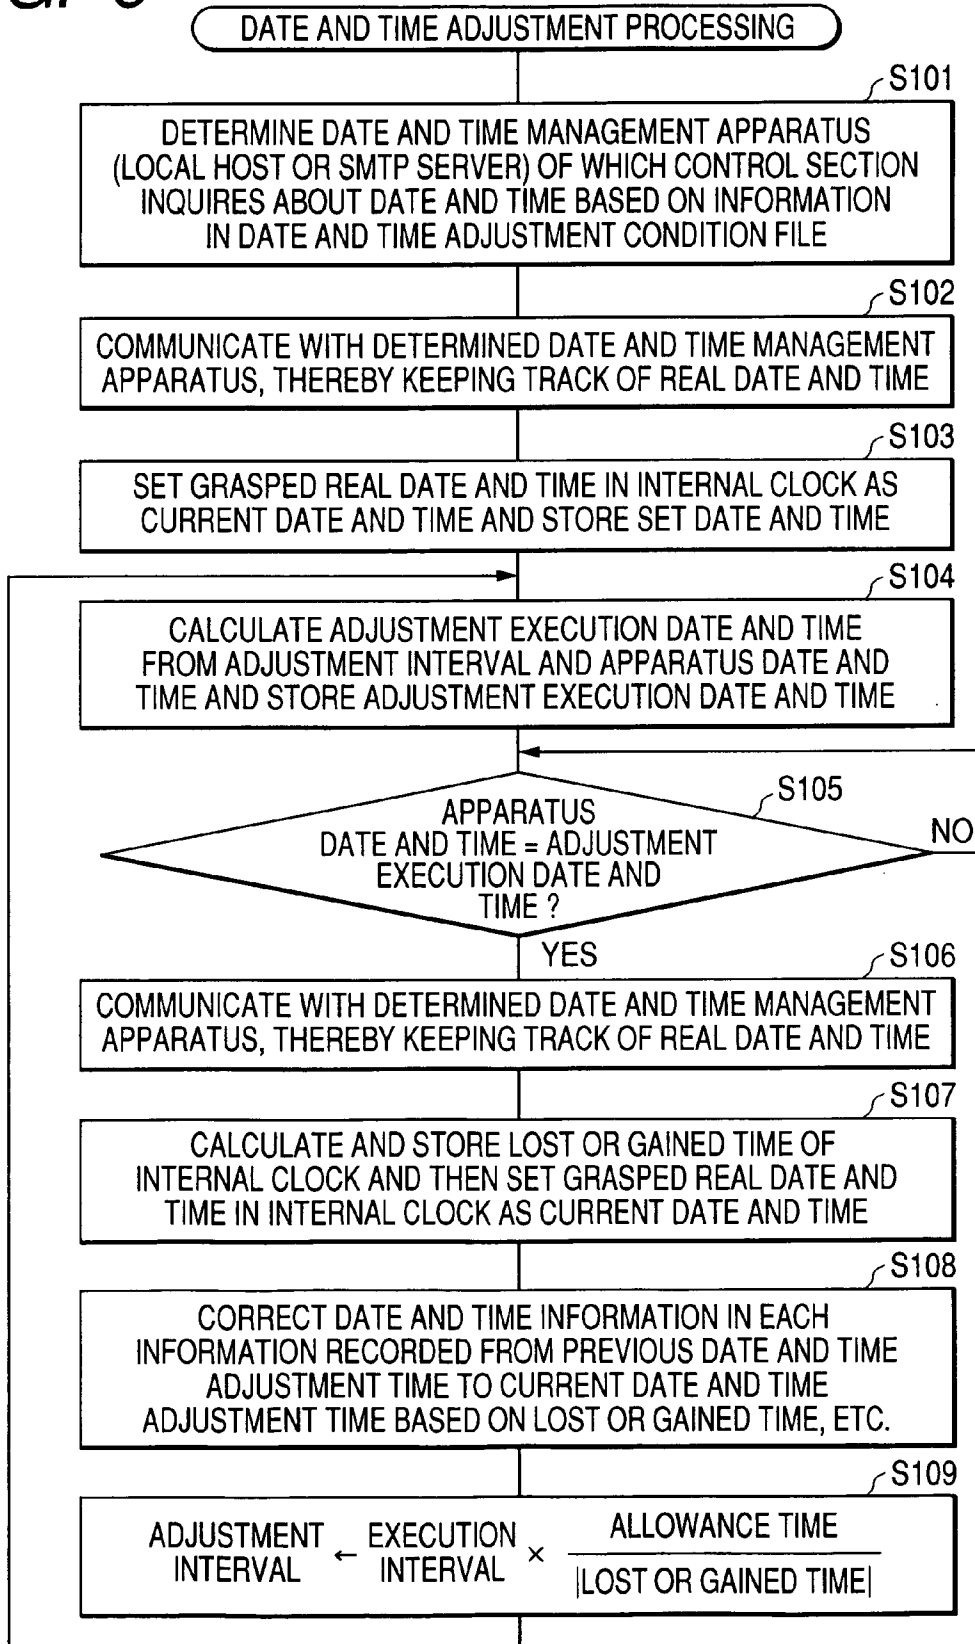 DATE AND TIME ADJUSTMENT PROCESSING
S101
DETERMINE DATE AND TIME MANAGEMENT APPARATUS
(LOCAL HOST OR SMTP SERVER) OF WHICH CONTROL SECTION
INQUIRES ABOUT DATE AND TIME BASED ON INFORMATION
IN DATE AND TIME ADJUSTMENT CONDITION FILE
S102
COMMUNICATE WITH DETERMINED DATE AND TIME MANAGEMENT
APPARATUS, THEREBY KEEPING TRACK OF REAL DATE AND TIME
S103
SET GRASPED REAL DATE AND TIME IN INTERNAL CLOCK AS
CURRENT DATE AND TIME AND STORE SET DATE AND TIME
S104
CALCULATE ADJUSTMENT EXECUTION DATE AND TIME
FROM ADJUSTMENT INTERVAL AND APPARATUS DATE AND
TIME AND STORE ADJUSTMENT EXECUTION DATE AND TIME
S105
APPARATUS
DATE AND TIME = ADJUSTMENT
EXECUTION DATE AND
TIME ?
NO
YES
S106
COMMUNICATE WITH DETERMINED DATE AND TIME MANAGEMENT
APPARATUS, THEREBY KEEPING TRACK OF REAL DATE AND TIME
S107
CALCULATE AND STORE LOST OR GAINED TIME OF
INTERNAL CLOCK AND THEN SET GRASPED REAL DATE AND
TIME IN INTERNAL CLOCK AS CURRENT DATE AND TIME
S108
CORRECT DATE AND TIME INFORMATION IN EACH
INFORMATION RECORDED FROM PREVIOUS DATE AND TIME
ADJUSTMENT TIME TO CURRENT DATE AND TIME
ADJUSTMENT TIME BASED ON LOST OR GAINED TIME, ETC.
S109
ADJUSTMENT INTERVAL ← EXECUTION INTERVAL × ALLOWANCE TIME
|LOST OR GAINED TIME|